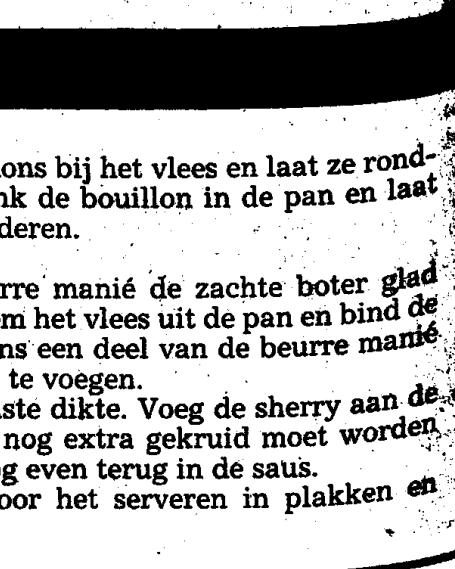 ons bij het vlees en laat ze rond-
nk de bouillon in de pan en laat
deren.
rre manié de zachte boter glad
em het vlees uit de pan en bind de
ns een deel van de beurre manié
te voegen.
ste dikte. Voeg de sherry aan de
nog extra gekruid moet worden
g even terug in de saus.
oor het serveren in plakken en